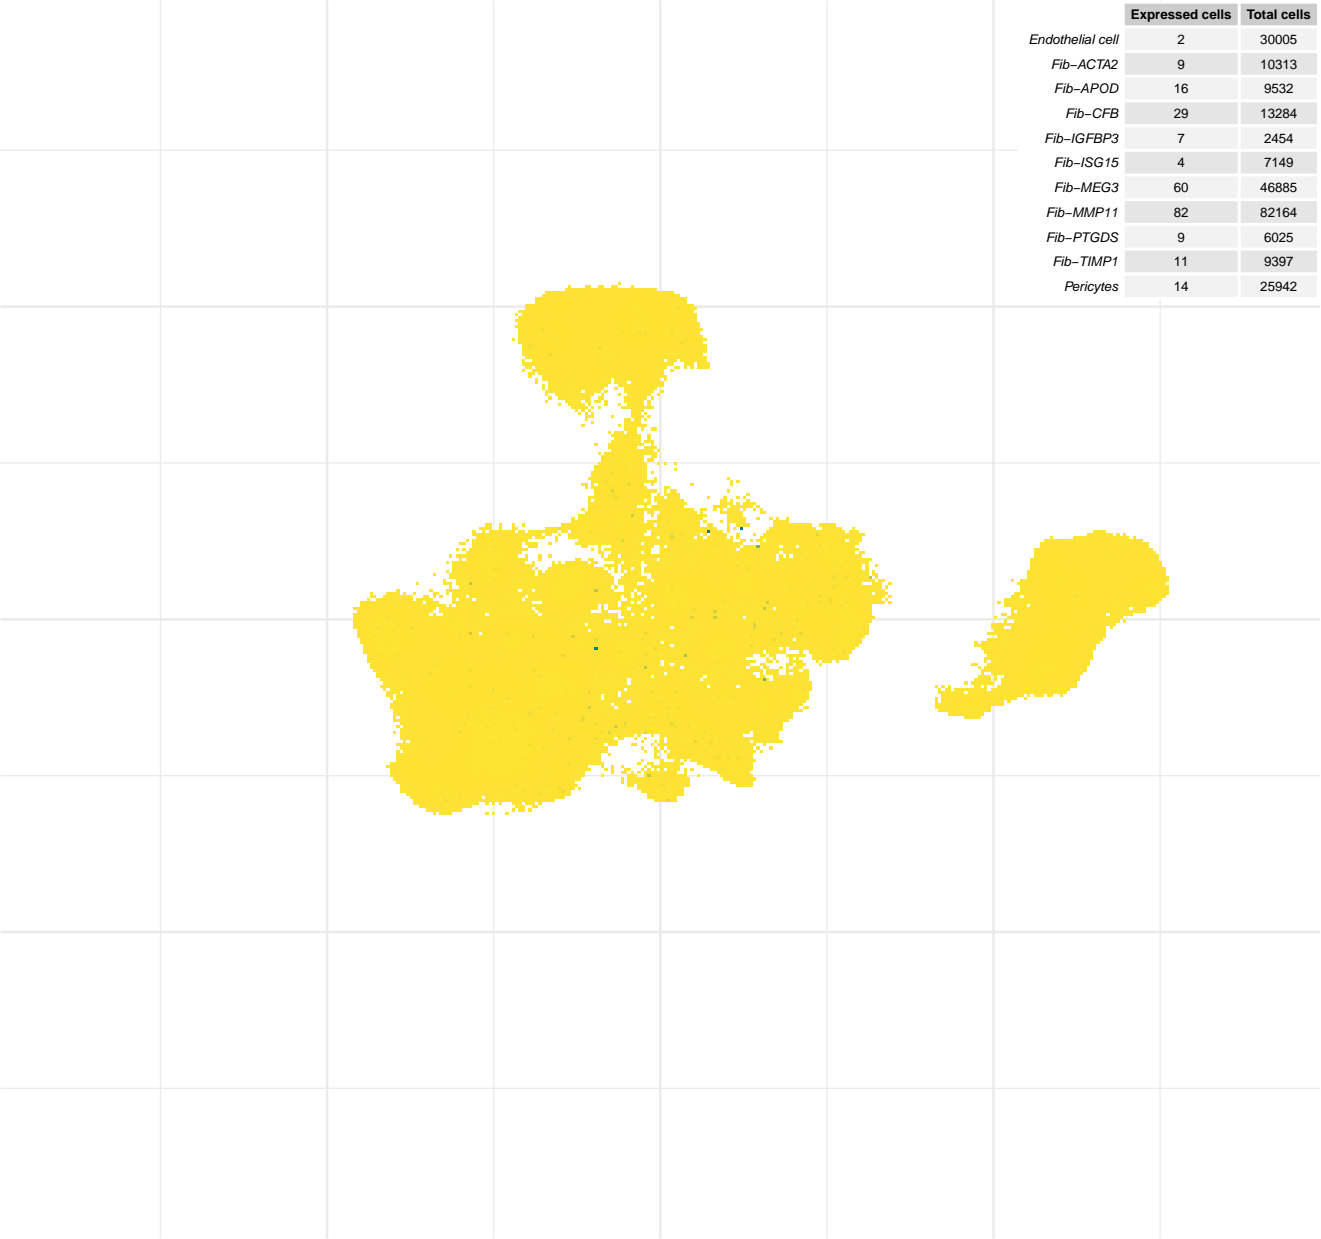 Expressed cells Total cells
Endothelial cell 2 30005
Fib−ACTA2 9 10313
Fib−APOD 16 9532
Fib−CFB 29 13284
Fib−IGFBP3 7 2454
Fib−ISG15 4 7149
Fib−MEG3 60 46885
Fib−MMP11 82 82164
Fib−PTGDS 9 6025
Fib−TIMP1 11 9397
Pericytes 14 25942